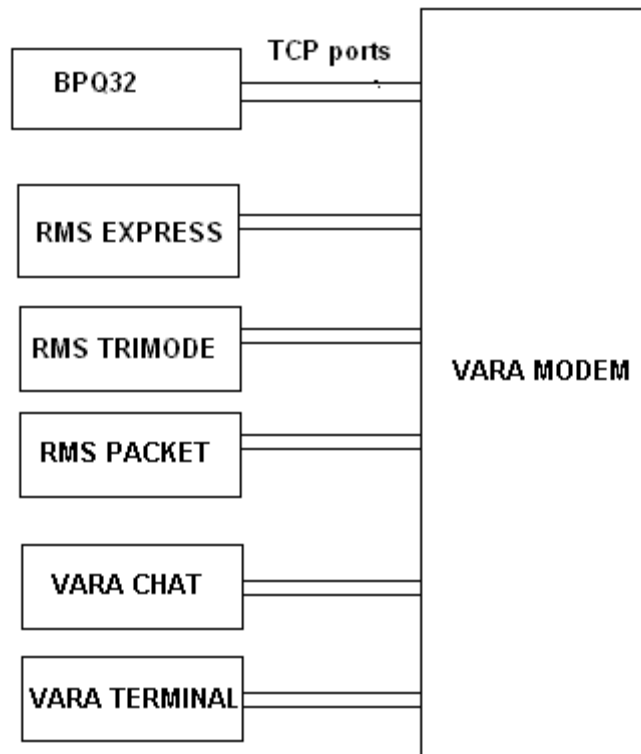 TCP ports
BPQ32
RMS EXPRESS
RMS TRIMODE
VARA MODEM
RMS PACKET
VARA CHAT
VARA TERMINAL